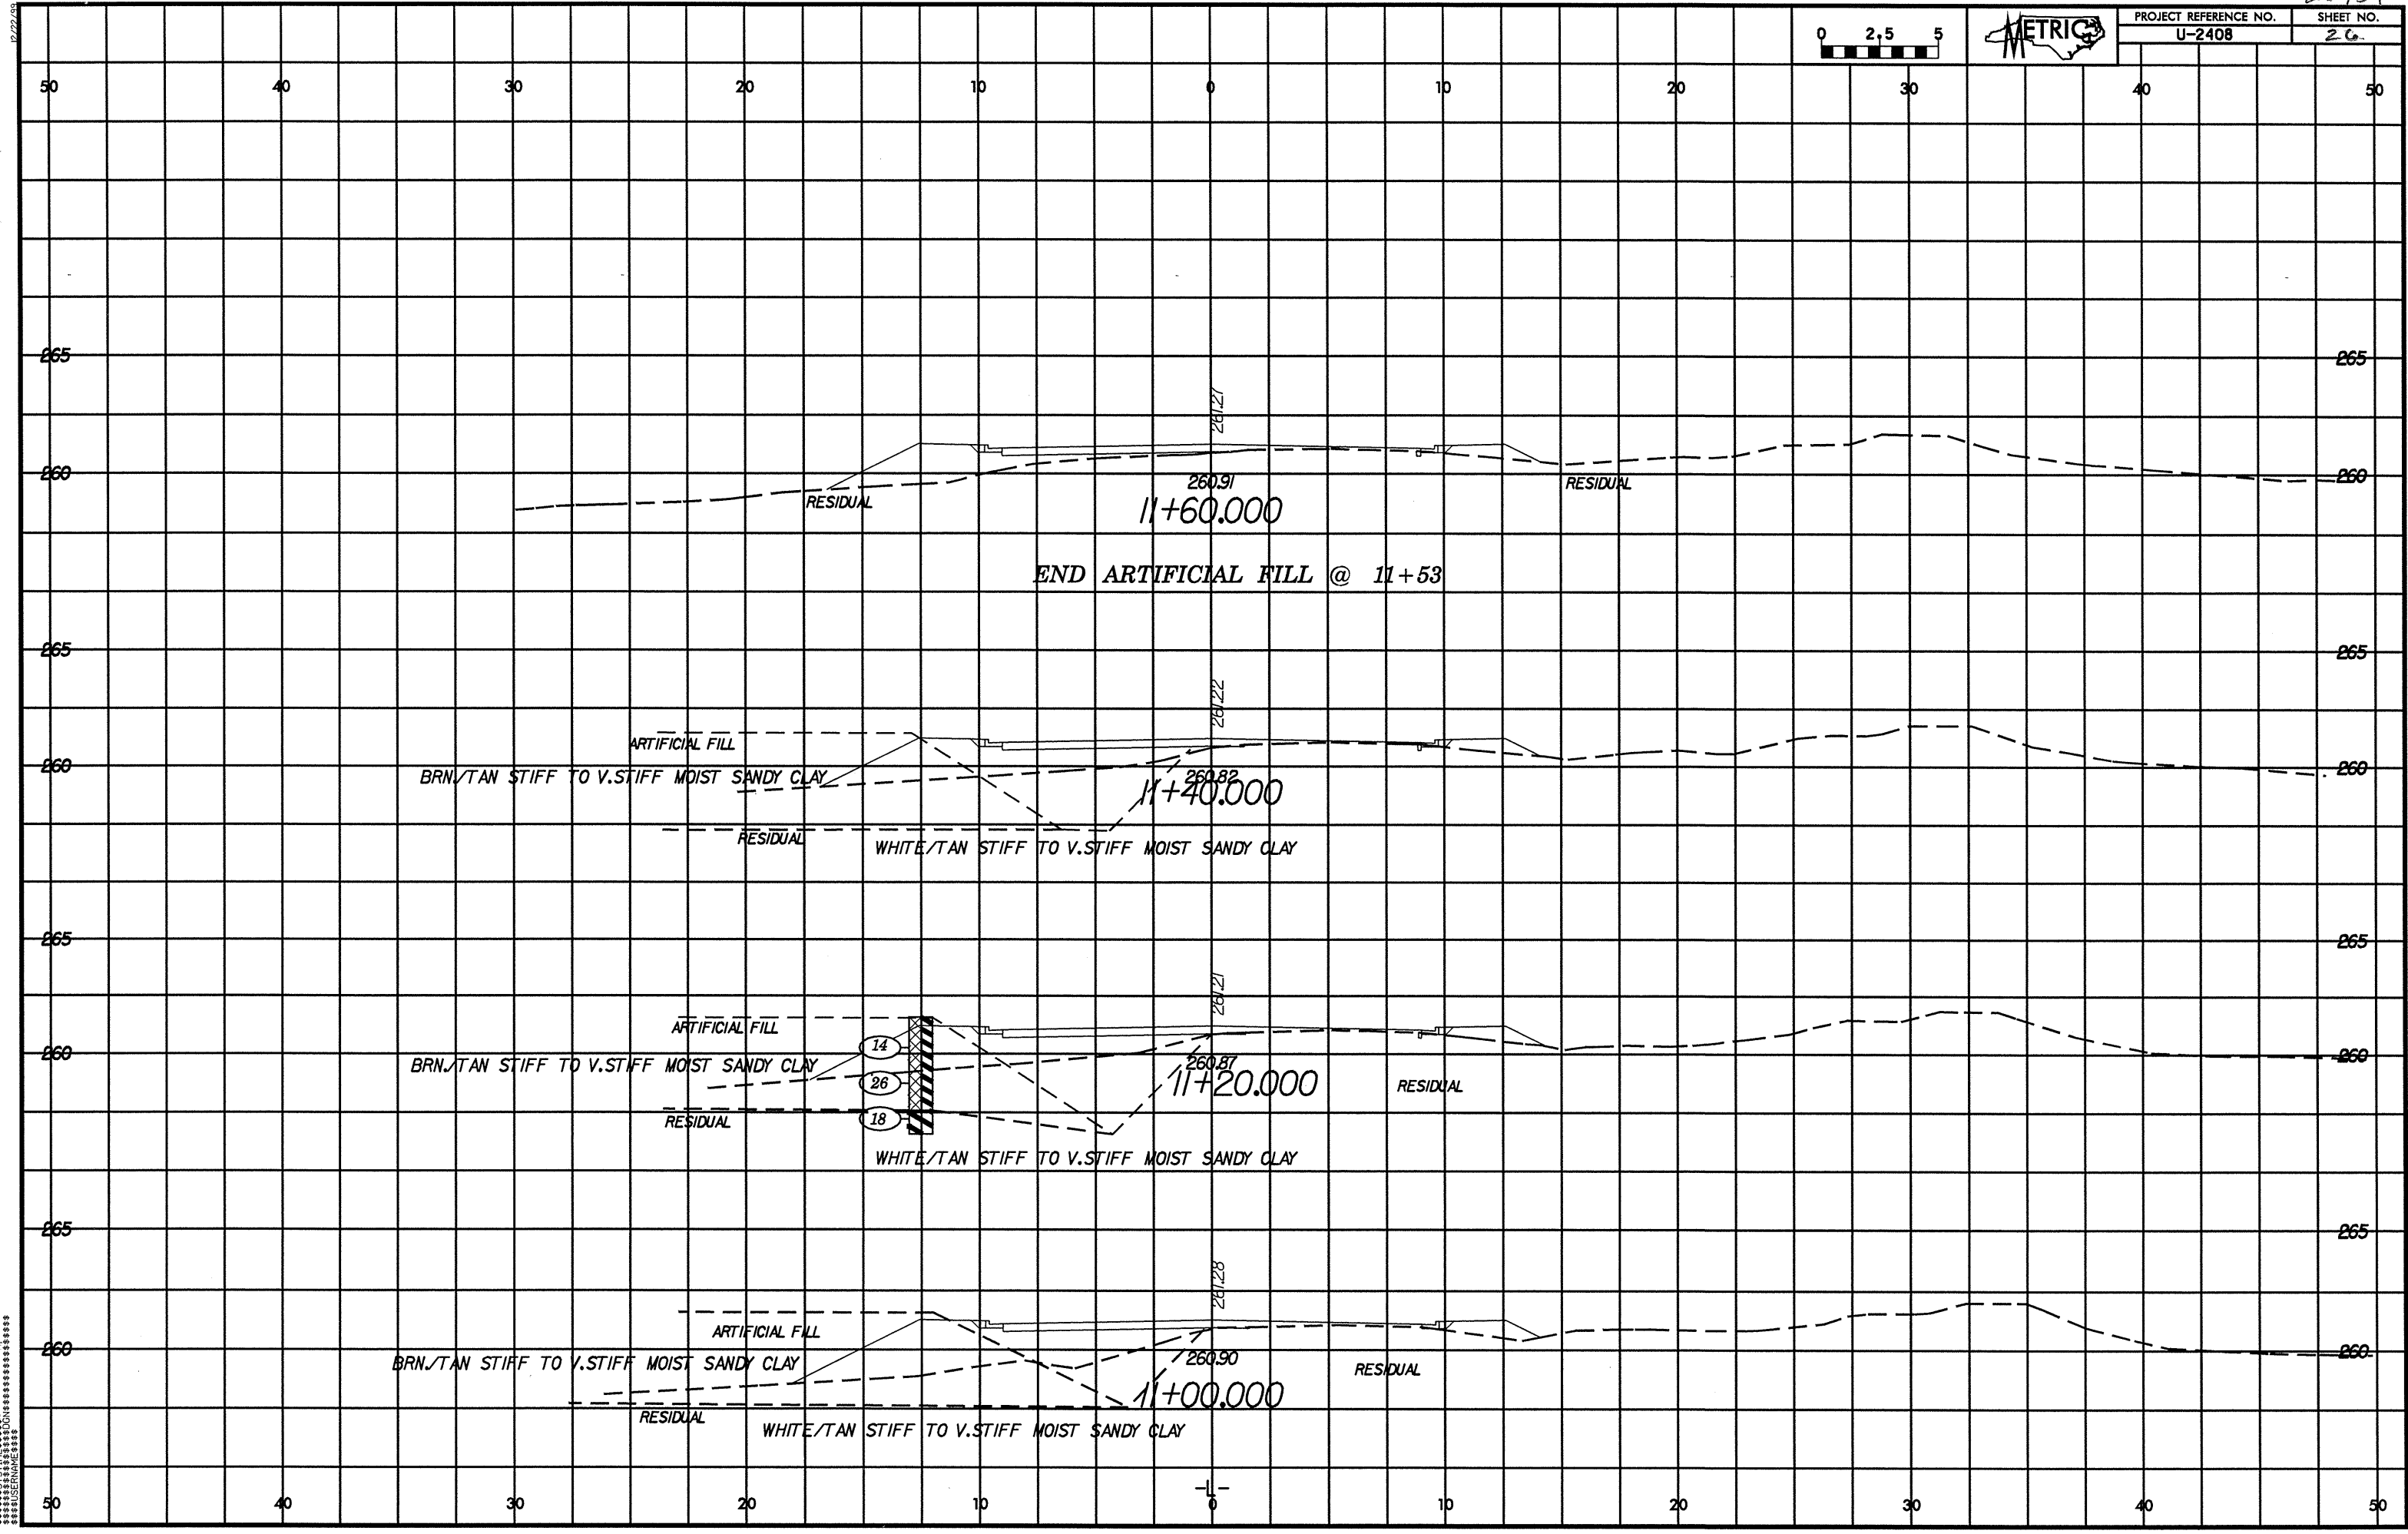 12/22/99
0 2.5 5
METRIC
PROJECT REFERENCE NO.
SHEET NO.
U-2408
26
50 40 30 20 10 0 10 20 30 40 50
265 265
261.27
260 260
RESIDUAL
260.91
RESIDUAL
11+60.000
END ARTIFICIAL FILL @ 11+53
265 265
261.22
ARTIFICIAL FILL
260 260
BRN./TAN STIFF TO V.STIFF MOIST SANDY CLAY
260.82
11+40.000
RESIDUAL
WHITE/TAN STIFF TO V.STIFF MOIST SANDY CLAY
265 265
261.21
ARTIFICIAL FILL
14
260 260
BRN./TAN STIFF TO V.STIFF MOIST SANDY CLAY
260.87
26
11+20.000
RESIDUAL
RESIDUAL
18
WHITE/TAN STIFF TO V.STIFF MOIST SANDY CLAY
265 265
261.28
ARTIFICIAL FILL
260 260
BRN./TAN STIFF TO V.STIFF MOIST SANDY CLAY
260.90
RESIDUAL
11+00.000
RESIDUAL
WHITE/TAN STIFF TO V.STIFF MOIST SANDY CLAY
-L-
50 40 30 20 10 0 10 20 30 40 50
$$$$USERNAME$$$$